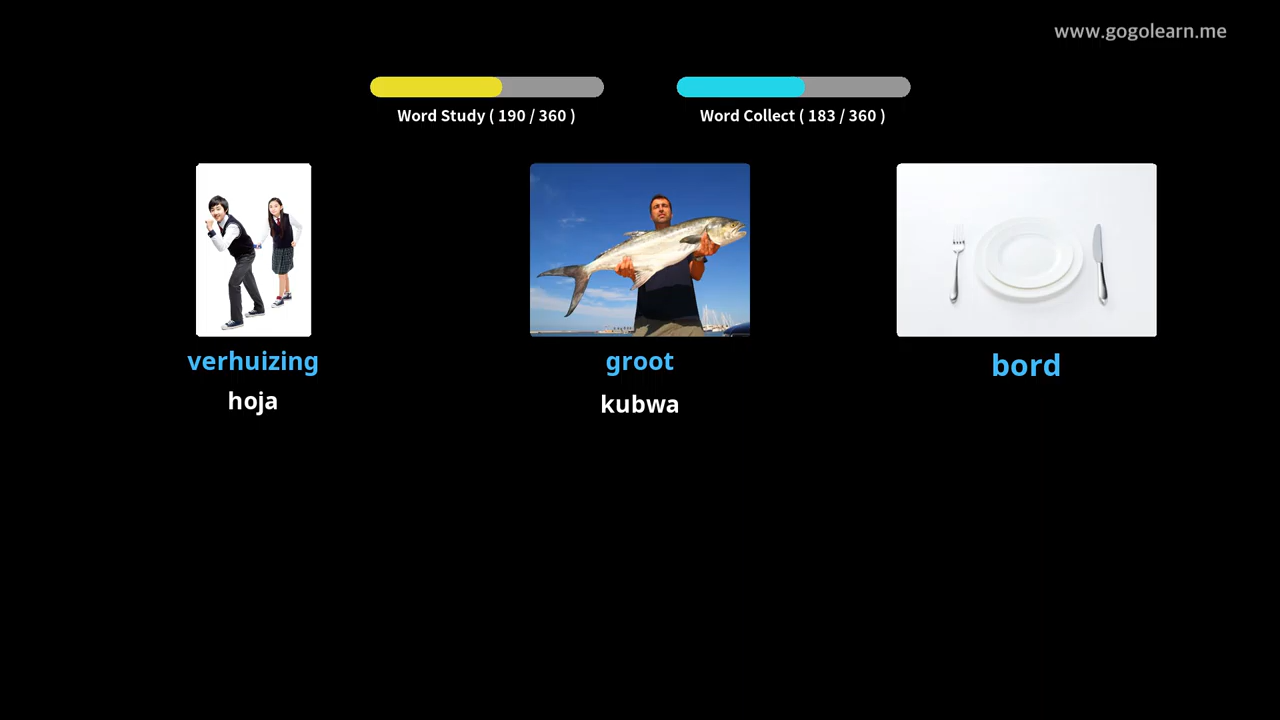 www.gogolearn.me
Word Study ( 190 / 360 )
Word Collect ( 183 / 360 )
verhuizing
groot
bord
hoja
kubwa